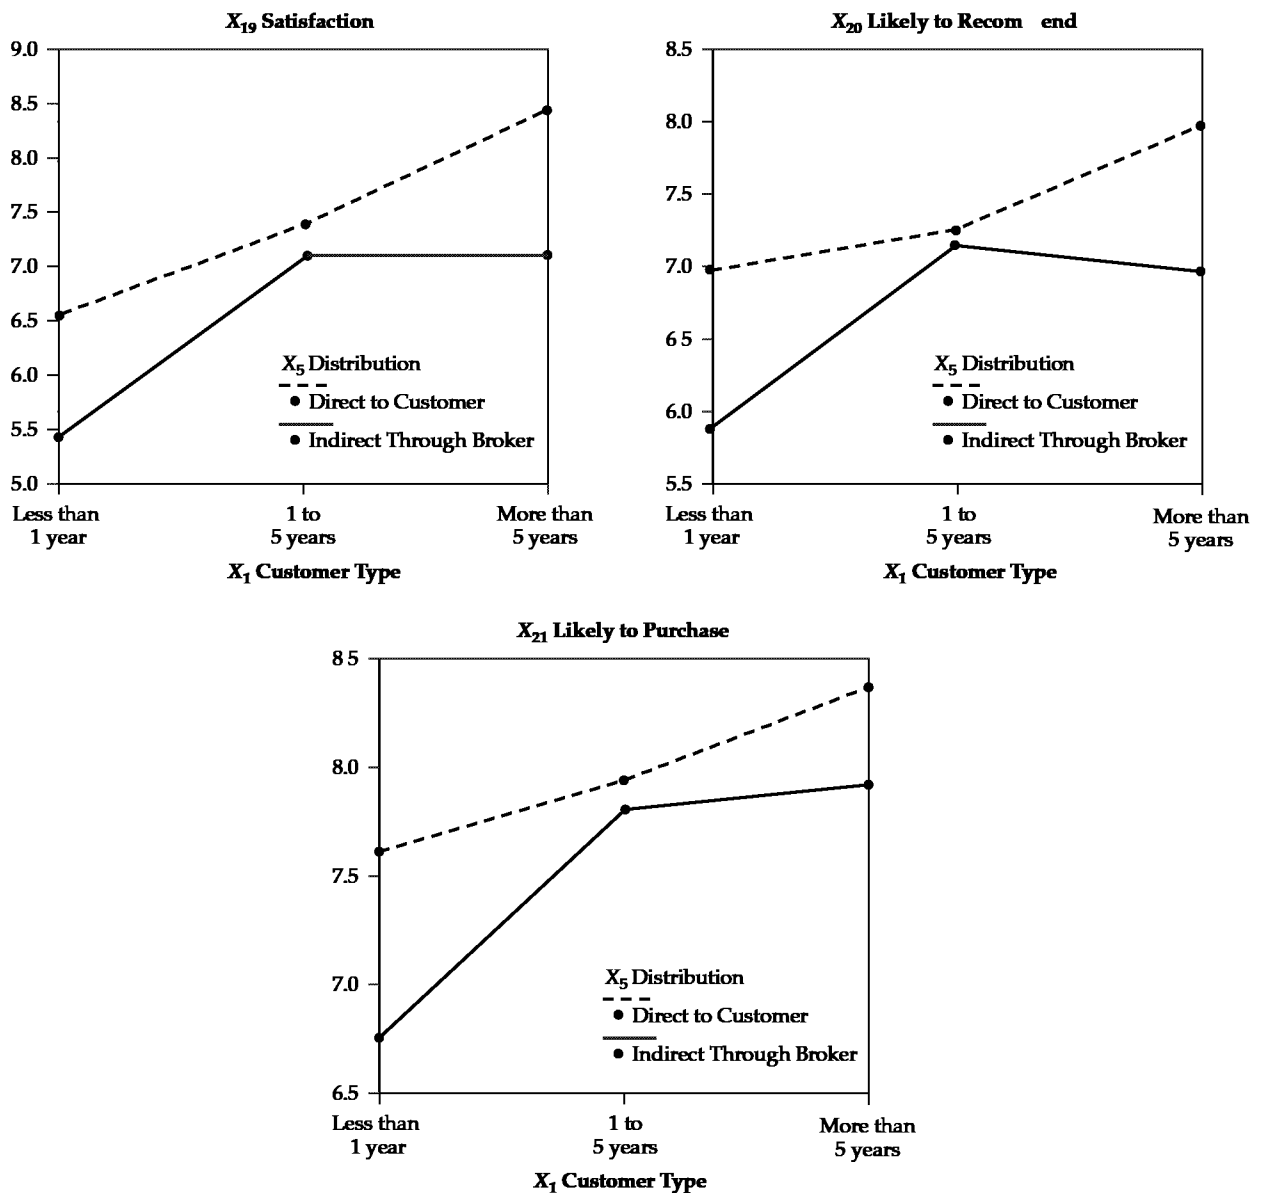 X19 Satisfaction
9.0
8.5
8.0
7.5
7.0
6.5
6.0
5.5
5.0
X5 Distribution
Direct to Customer
Indirect Through Broker
Less than
1 year
1 to
5 years
More than
5 years
X1 Customer Type
X20 Likely to Recom end
8.5
8.0
7.5
7.0
6.5
6.0
5.5
X5 Distribution
Direct to Customer
Indirect Through Broker
Less than
1 year
1 to
5 years
More than
5 years
X1 Customer Type
X21 Likely to Purchase
8 5
8.0
7.5
7.0
6.5
X5 Distribution
Direct to Customer
Indirect Through Broker
Less than
1 year
1 to
5 years
More than
5 years
X1 Customer Type